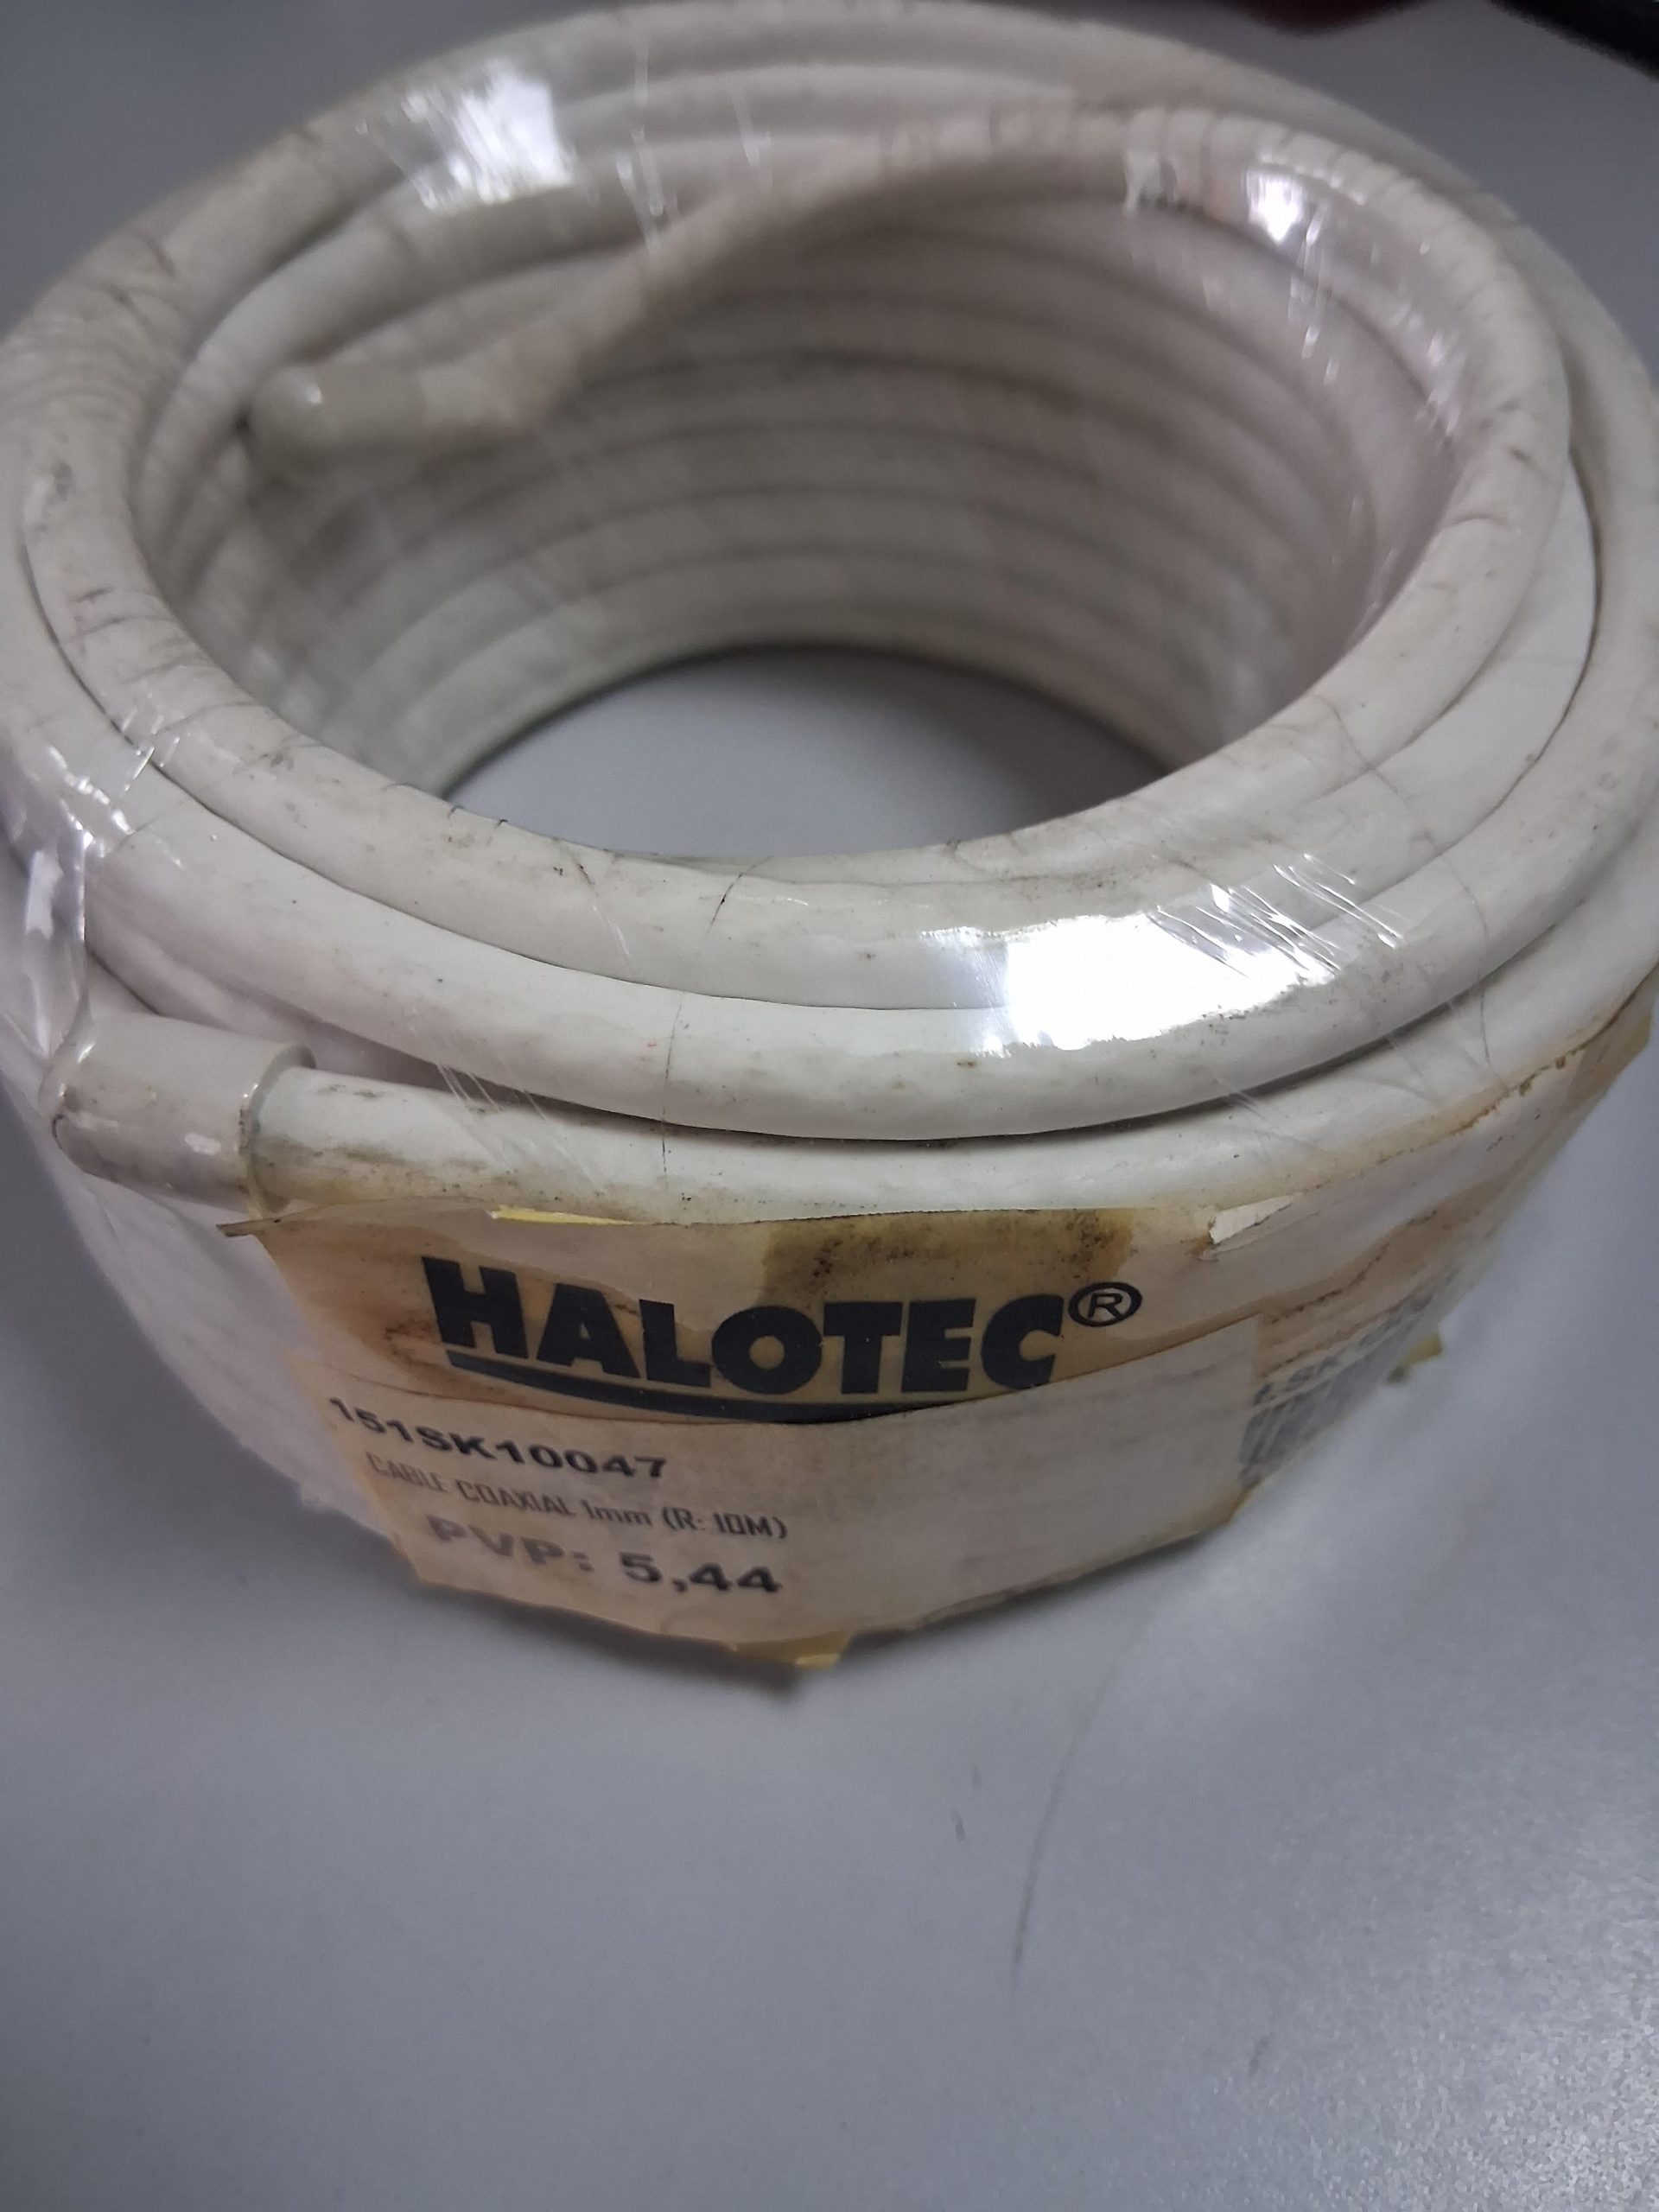 HALOTEC®
151SK10047
CABLE COAXIAL 1mm (R: 10M)
PVP: 5,44